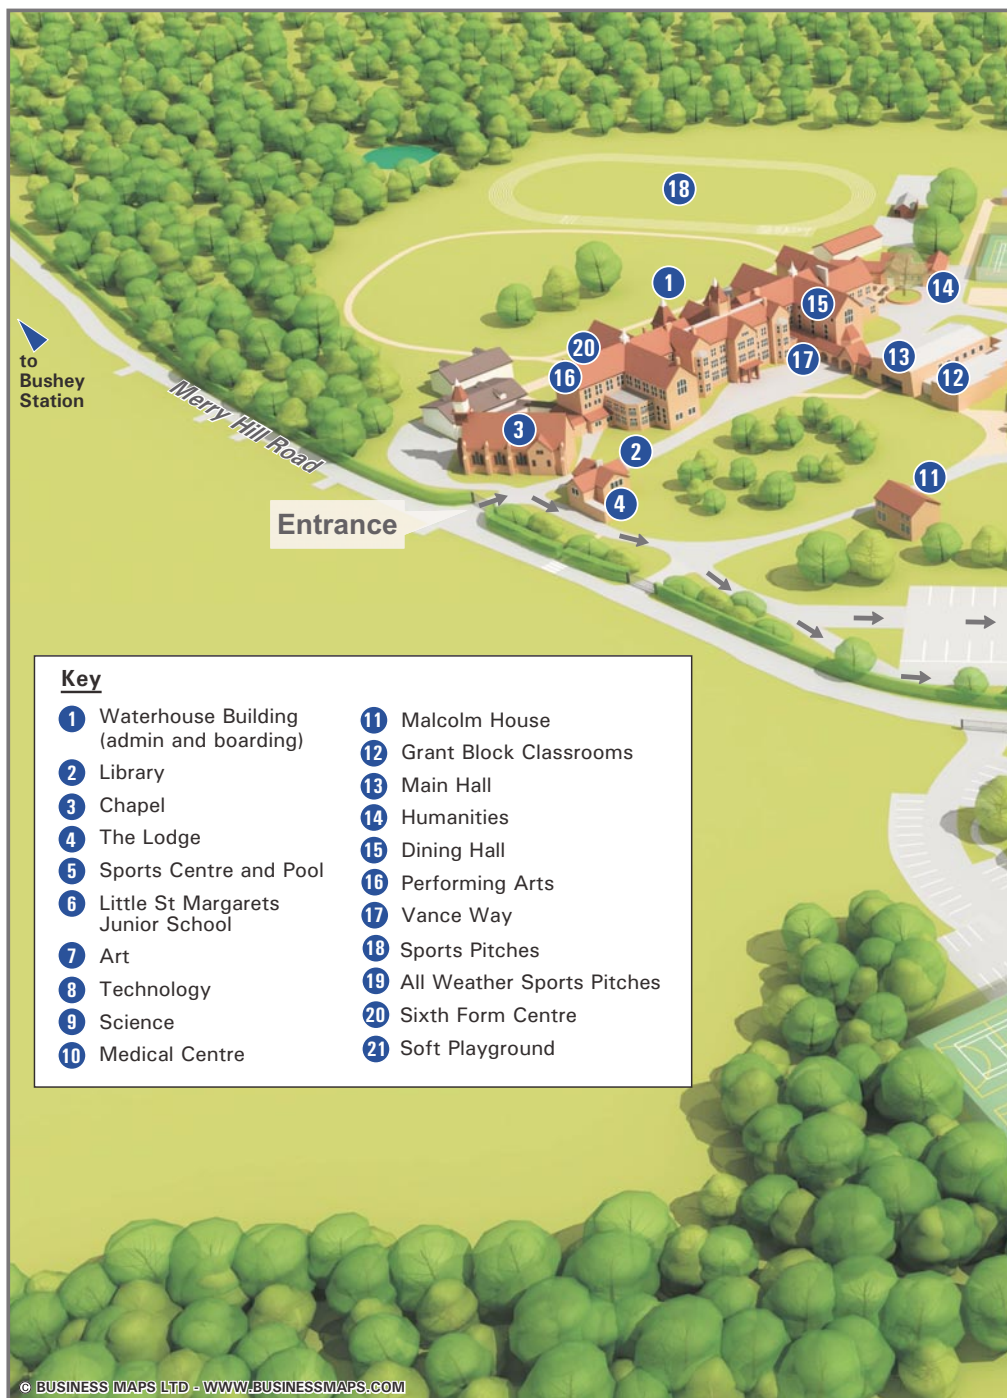 18
1
14
15
to
Bushey
Station
20
17
13
12
16
Merry Hill Road
3
2
11
4
Entrance
Key
1 Waterhouse Building
(admin and boarding)
2 Library
3 Chapel
4 The Lodge
5 Sports Centre and Pool
6 Little St Margarets
Junior School
7 Art
8 Technology
9 Science
10 Medical Centre
11 Malcolm House
12 Grant Block Classrooms
13 Main Hall
14 Humanities
15 Dining Hall
16 Performing Arts
17 Vance Way
18 Sports Pitches
19 All Weather Sports Pitches
20 Sixth Form Centre
21 Soft Playground
© BUSINESS MAPS LTD - WWW.BUSINESSMAPS.COM